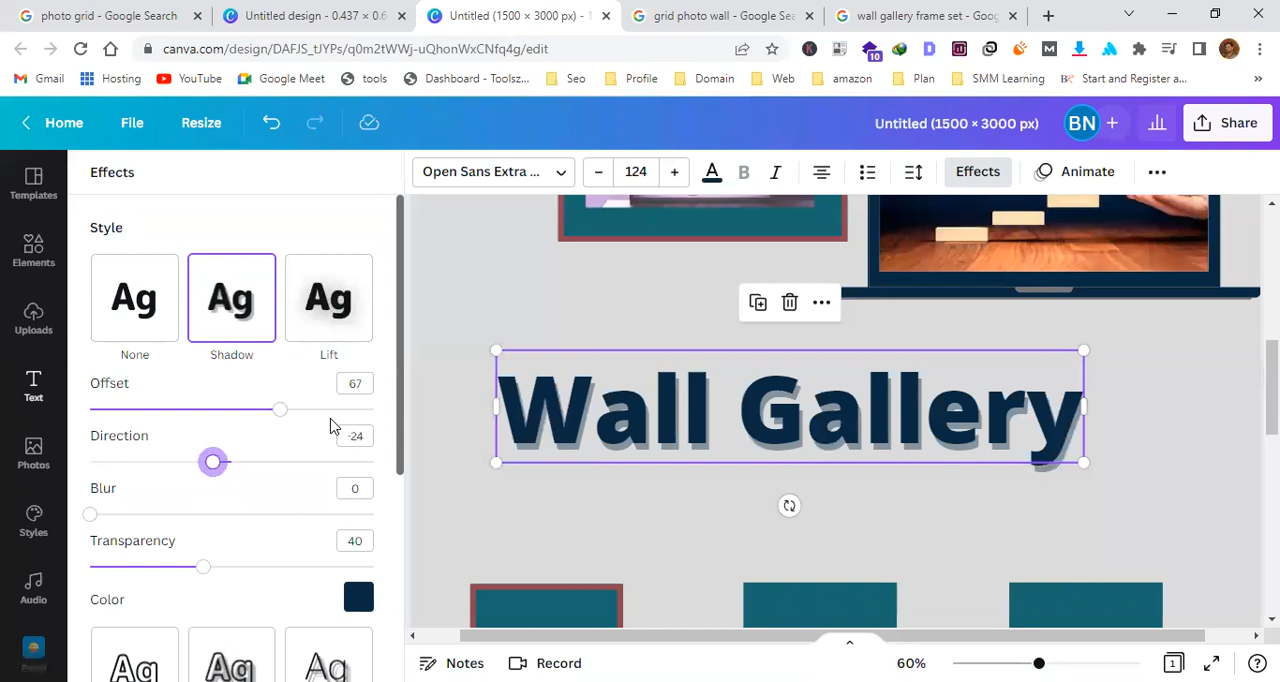 photo grid - Google Search
Untitled design - 0.437 × 0.6
Untitled (1500 × 3000 px) - 1
grid photo wall - Google Sea
wall gallery frame set - Goog
canva.com/design/DAFJS_tJYPs/q0m2tWWj-uQhonWxCNfq4g/edit
10
Gmail
Hosting
YouTube
Google Meet
tools
Dashboard - Toolsz...
Seo
Profile
Domain
Web
amazon
Plan
SMM Learning
Start and Register a...
Home
File
Resize
Untitled (1500 × 3000 px)
BN
Share
Templates
Elements
Uploads
Text
Photos
Styles
Audio
Effects
Open Sans Extra ...
124
A
B
I
Effects
Animate
Style
Ag
Ag
Ag
None
Shadow
Lift
Offset
67
Direction
-24
Blur
0
Transparency
40
Color
Ag
Ag
Ag
Wall Gallery
Notes
Record
60%
1